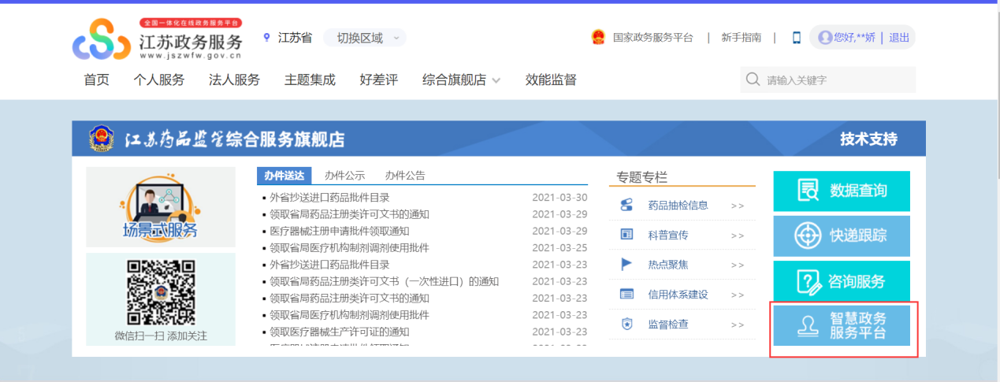 全国一体化在线政务服务平台
江苏政务服务
www.jszwfw.gov.cn
江苏省
切换区域
国家政务服务平台 | 新手指南 |
您好,**娇 | 退出
首页 个人服务 法人服务 主题集成 好差评 综合旗舰店 效能监督
请输入关键字
江苏药品监管综合服务旗舰店
技术支持
场景式服务
微信扫一扫 添加关注
办件送达 办件公示 办件公告
外省抄送进口药品批件目录 2021-03-30
领取省局药品注册类许可文书的通知 2021-03-29
医疗器械注册申请批件领取通知 2021-03-29
领取省局医疗机构制剂调剂使用批件 2021-03-25
外省抄送进口药品批件目录 2021-03-23
领取省局药品注册类许可文书（一次性进口）的通知 2021-03-23
领取省局药品注册类许可文书的通知 2021-03-23
领取省局医疗机构制剂调剂使用批件 2021-03-23
领取医疗器械生产许可证的通知 2021-03-23
专题专栏
药品抽检信息 >>
科普宣传 >>
热点聚焦 >>
信用体系建设 >>
监督检查 >>
数据查询
快递跟踪
咨询服务
智慧政务
服务平台